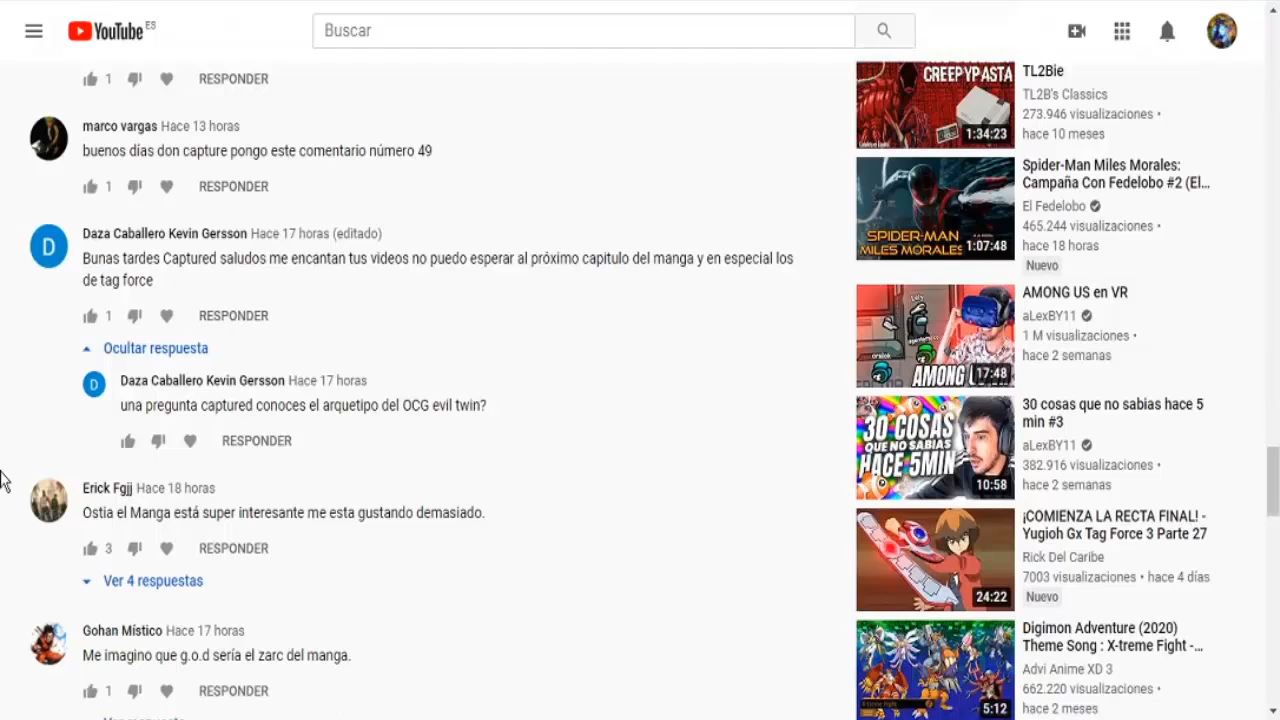 YouTube ES
Buscar
1 RESPONDER
marco vargas Hace 13 horas
buenos días don capture pongo este comentario número 49
1 RESPONDER
D
Daza Caballero Kevin Gersson Hace 17 horas (editado)
Bunas tardes me encantan tus videos no puedo esperar al próximo capitulo del manga y en especial los
de tag force
1 RESPONDER
Ocultar respuesta
D
Daza Caballero Kevin Gersson Hace 17 horas
una pregunta captured conoces el arquetipo del OCG evil twin?
RESPONDER
Erick Fgjj Hace 18 horas
Ostia el Manga está super interesante me esta gustando demasiado.
3 RESPONDER
Ver 4 respuestas
Gohan Místico Hace 17 horas
Me imagino que g.o.d sería el zarc del manga.
1 RESPONDER
CREEPYPASTA
1:34:23
TL2Bie
TL2B's Classics
273.946 visualizaciones •
hace 10 meses
SPIDER-MAN
MILES MORALES
1:07:48
Spider-Man Miles Morales:
Campaña Con Fedelobo #2 (El...
El Fedelobo
465.244 visualizaciones •
hace 18 horas
Nuevo
AMONG
17:48
AMONG US en VR
aLexBY11
1 M visualizaciones •
hace 2 semanas
30 COSAS
QUE NO SABIAS
HACE 5MIN
10:58
30 cosas que no sabias hace 5
min #3
aLexBY11
382.916 visualizaciones •
hace 2 semanas
24:22
¡COMIENZA LA RECTA FINAL! -
Yugioh Gx Tag Force 3 Parte 27
Rick Del Caribe
7003 visualizaciones • hace 4 días
Nuevo
5:12
Digimon Adventure (2020)
Theme Song : X-treme Fight -...
Advi Anime XD 3
662.220 visualizaciones •
hace 2 meses